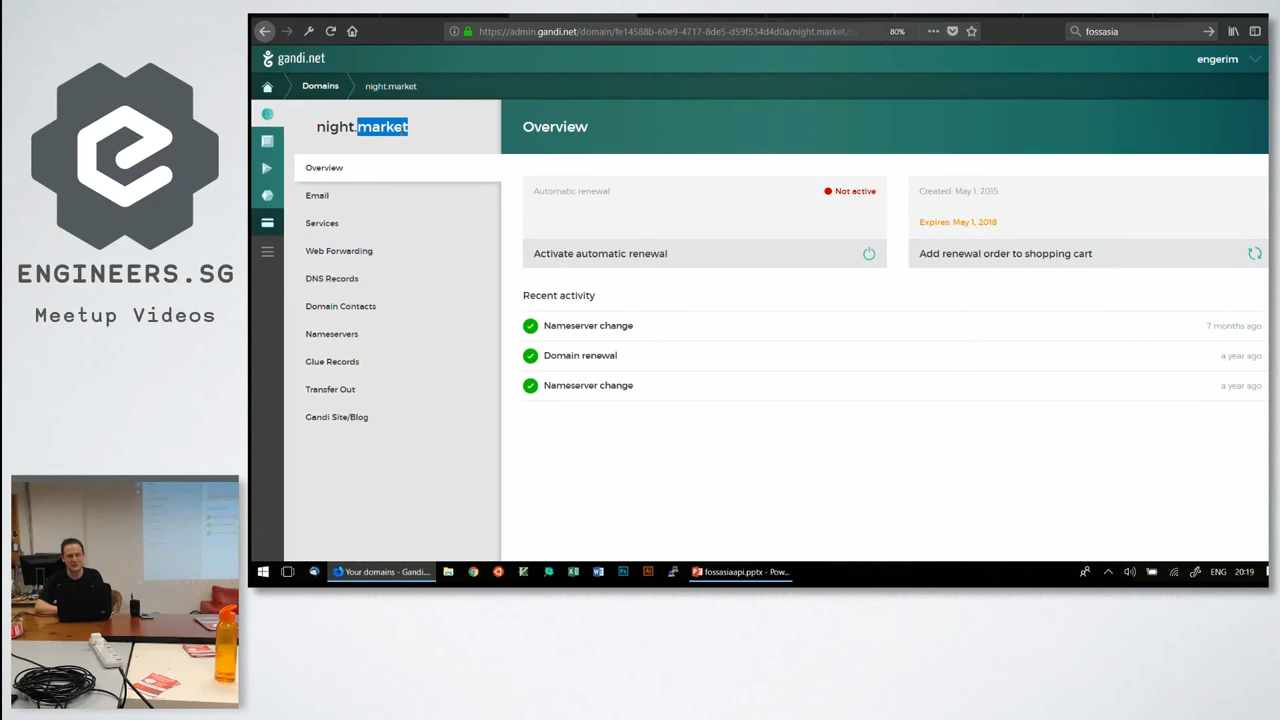 ENGINEERS.SG
Meetup Videos
https://admin.gandi.net/domain/fe14588b-60e9-4717-8de5-d59f534d4d0a/night.market/
80%
fossasia
gandi.net
engerim
Domains
night.market
night.market
Overview
Email
Services
Web Forwarding
DNS Records
Domain Contacts
Nameservers
Glue Records
Transfer Out
Gandi Site/Blog
Overview
Automatic renewal
Not active
Activate automatic renewal
Created: May 1, 2015
Expires: May 1, 2018
Add renewal order to shopping cart
Recent activity
Nameserver change
7 months ago
Domain renewal
a year ago
Nameserver change
a year ago
Your domains - Gandi...
fossasiaapi.pptx - Pow...
ENG
20:19